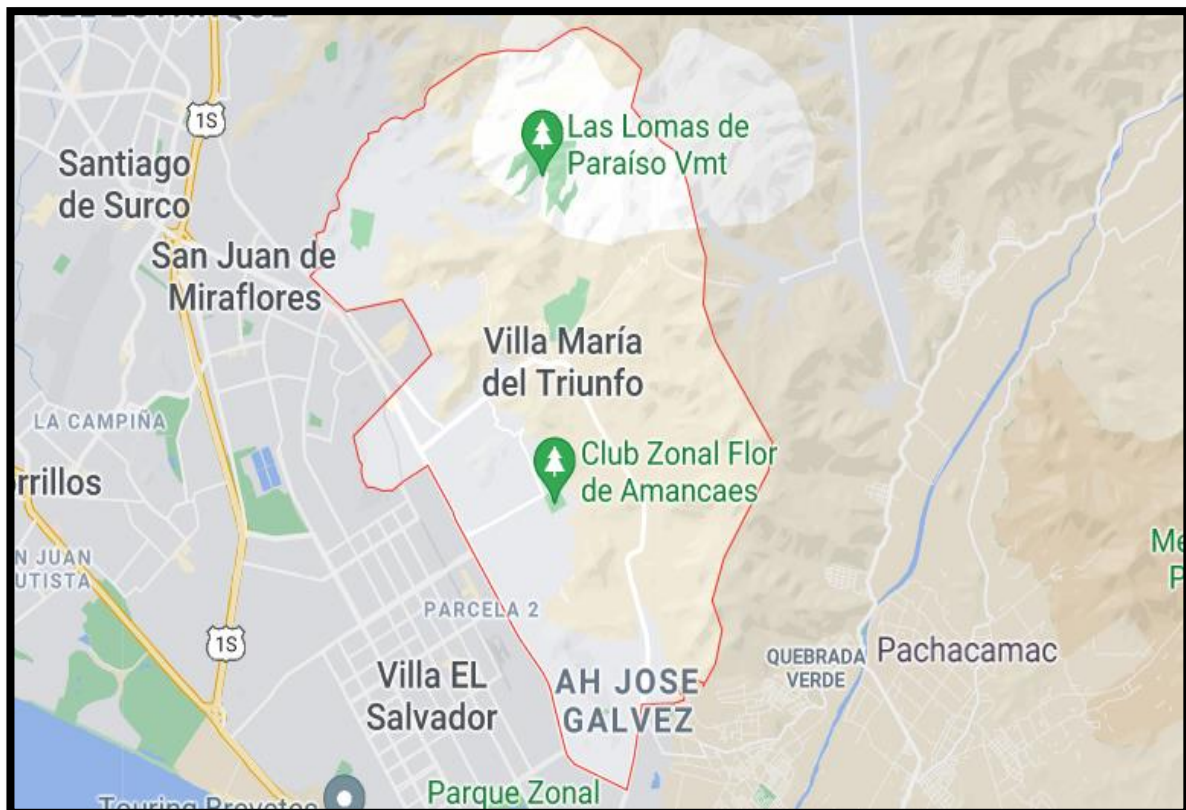 1S
Las Lomas de
Paraíso Vmt
Santiago
de Surco
San Juan de
Miraflores
Villa María
del Triunfo
LA CAMPIÑA
Club Zonal Flor
de Amancaes
rrillos
N JUAN
UTISTA
PARCELA 2
1S
QUEBRADA
VERDE
Pachacamac
Villa EL
Salvador
AH JOSE
GALVEZ
Parque Zonal